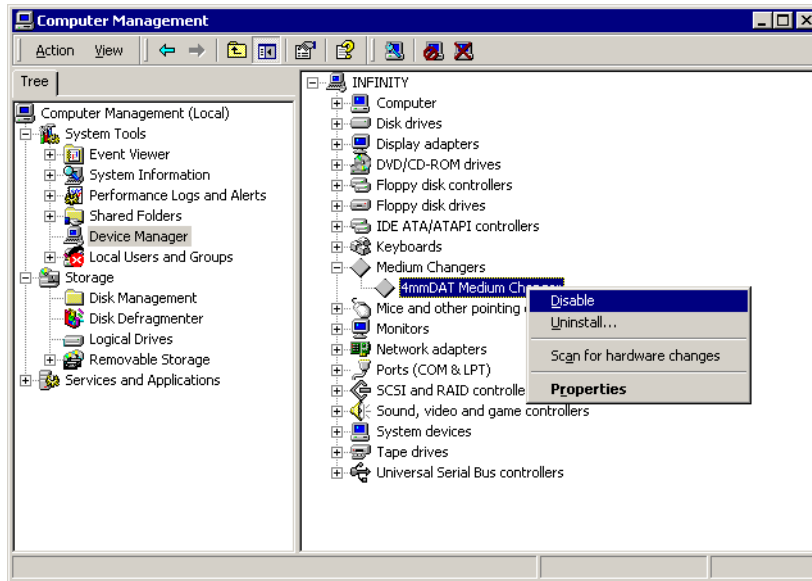 Computer Management
Action View
Tree
Computer Management (Local)
System Tools
Event Viewer
System Information
Performance Logs and Alerts
Shared Folders
Device Manager
Local Users and Groups
Storage
Disk Management
Disk Defragmenter
Logical Drives
Removable Storage
Services and Applications
INFINITY
Computer
Disk drives
Display adapters
DVD/CD-ROM drives
Floppy disk controllers
Floppy disk drives
IDE ATA/ATAPI controllers
Keyboards
Medium Changers
4mmDAT Medium Changer
Mice and other pointing
Monitors
Network adapters
Ports (COM & LPT)
SCSI and RAID controlle
Sound, video and game controllers
System devices
Tape drives
Universal Serial Bus controllers
Disable
Uninstall...
Scan for hardware changes
Properties